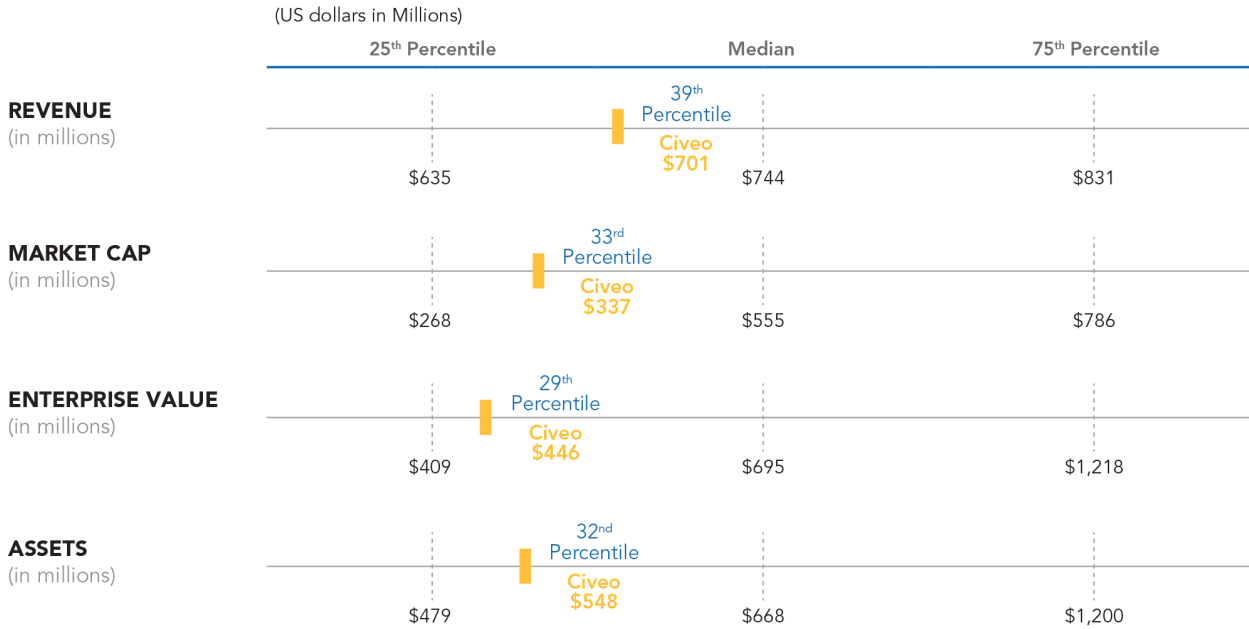 (US dollars in Millions)
25th Percentile Median 75th Percentile
REVENUE
(in millions)
39th
Percentile
Civeo
$701
$635 $744 $831
MARKET CAP
(in millions)
33rd
Percentile
Civeo
$337
$268 $555 $786
ENTERPRISE VALUE
(in millions)
29th
Percentile
Civeo
$446
$409 $695 $1,218
ASSETS
(in millions)
32nd
Percentile
Civeo
$548
$479 $668 $1,200